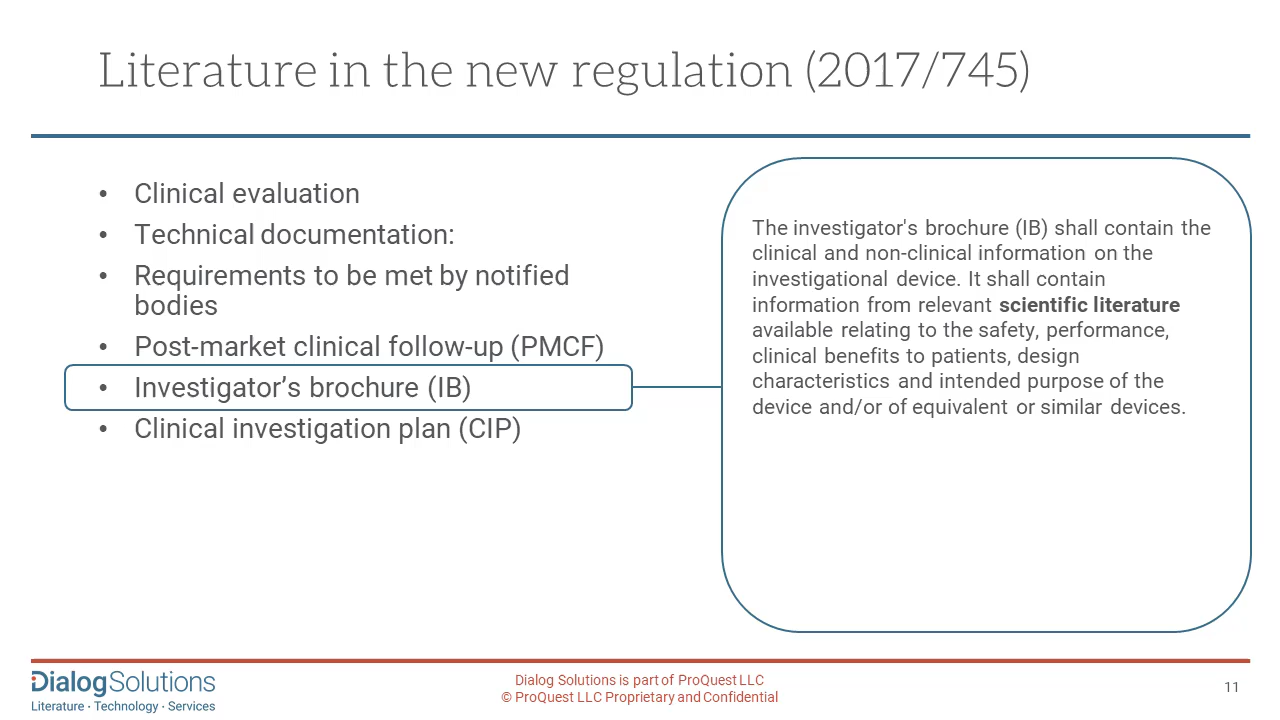 Literature in the new regulation (2017/745)
• Clinical evaluation
• Technical documentation:
• Requirements to be met by notified
bodies
• Post-market clinical follow-up (PMCF)
• Investigator’s brochure (IB)
• Clinical investigation plan (CIP)
The investigator's brochure (IB) shall contain the
clinical and non-clinical information on the
investigational device. It shall contain
information from relevant scientific literature
available relating to the safety, performance,
clinical benefits to patients, design
characteristics and intended purpose of the
device and/or of equivalent or similar devices.
DialogSolutions
Literature · Technology · Services
Dialog Solutions is part of ProQuest LLC
© ProQuest LLC Proprietary and Confidential
11